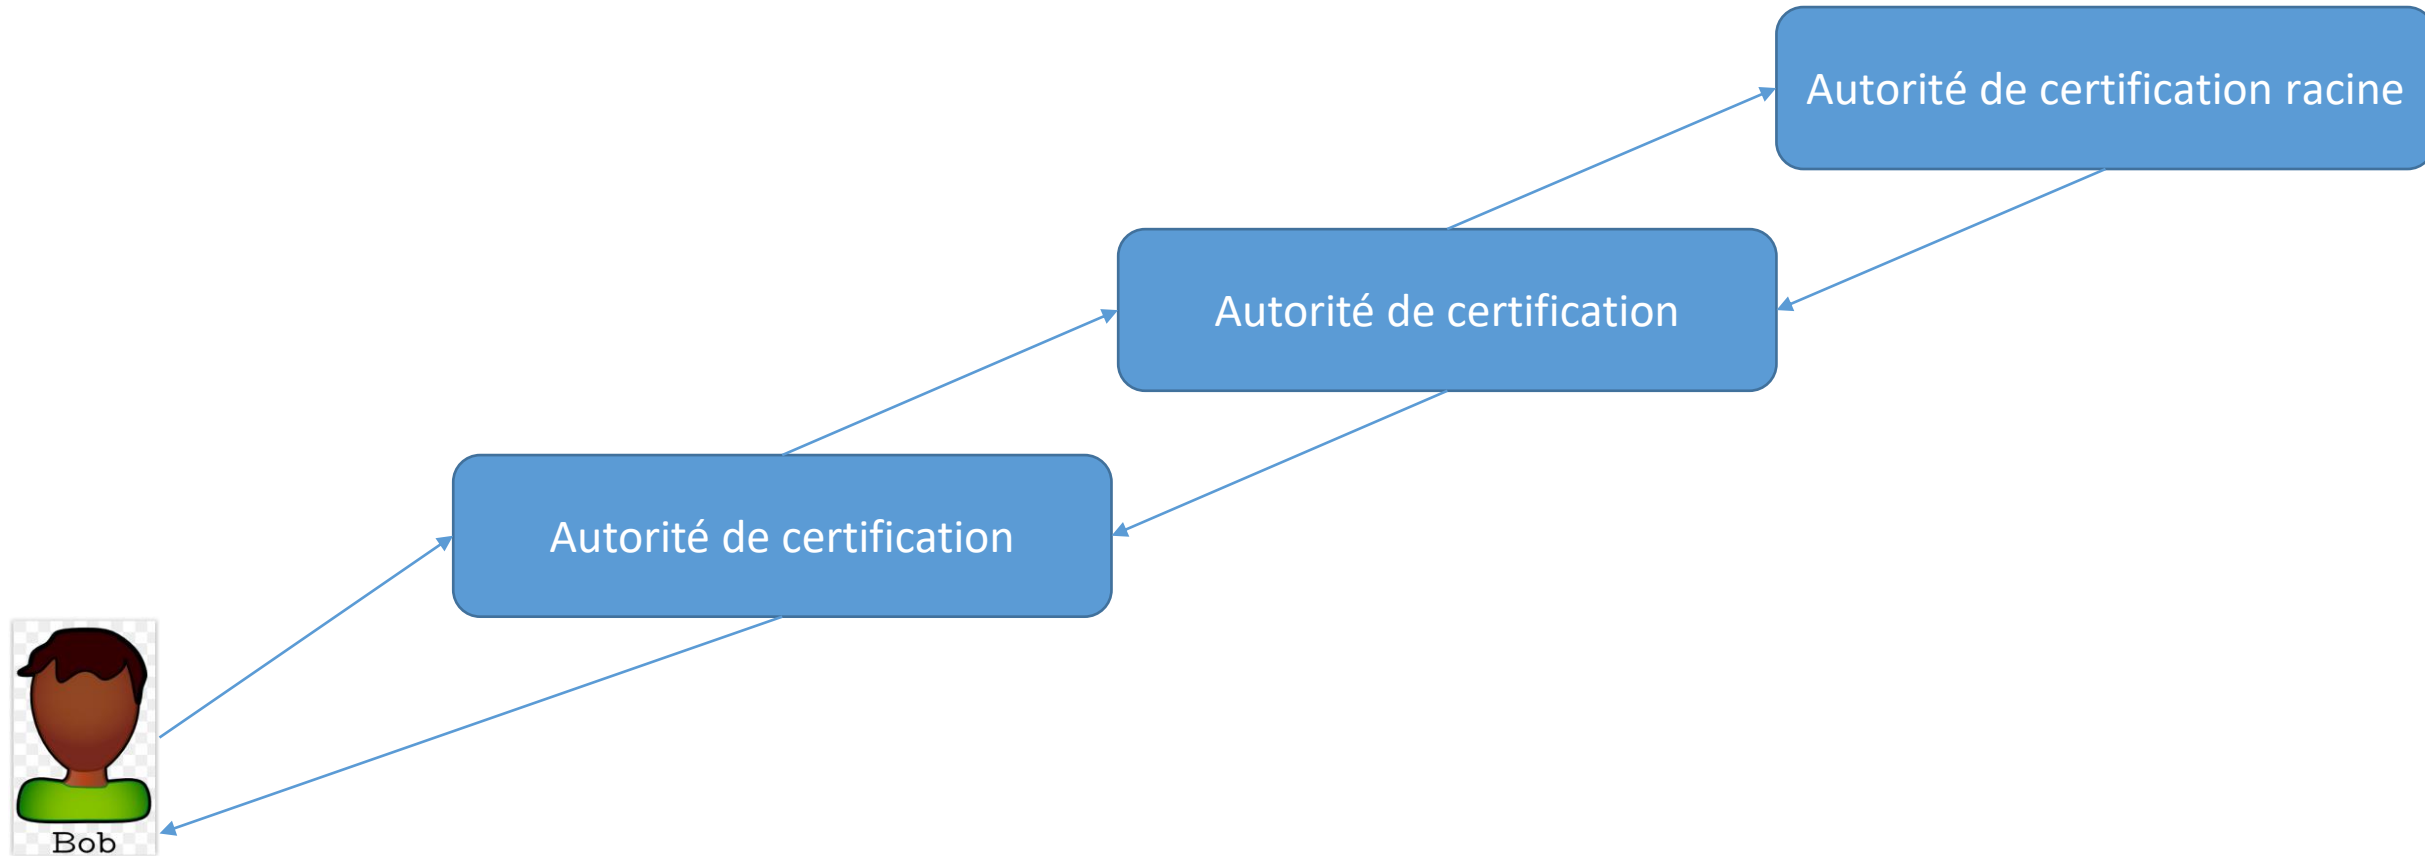 Autorité de certification racine
Autorité de certification
Autorité de certification
Bob